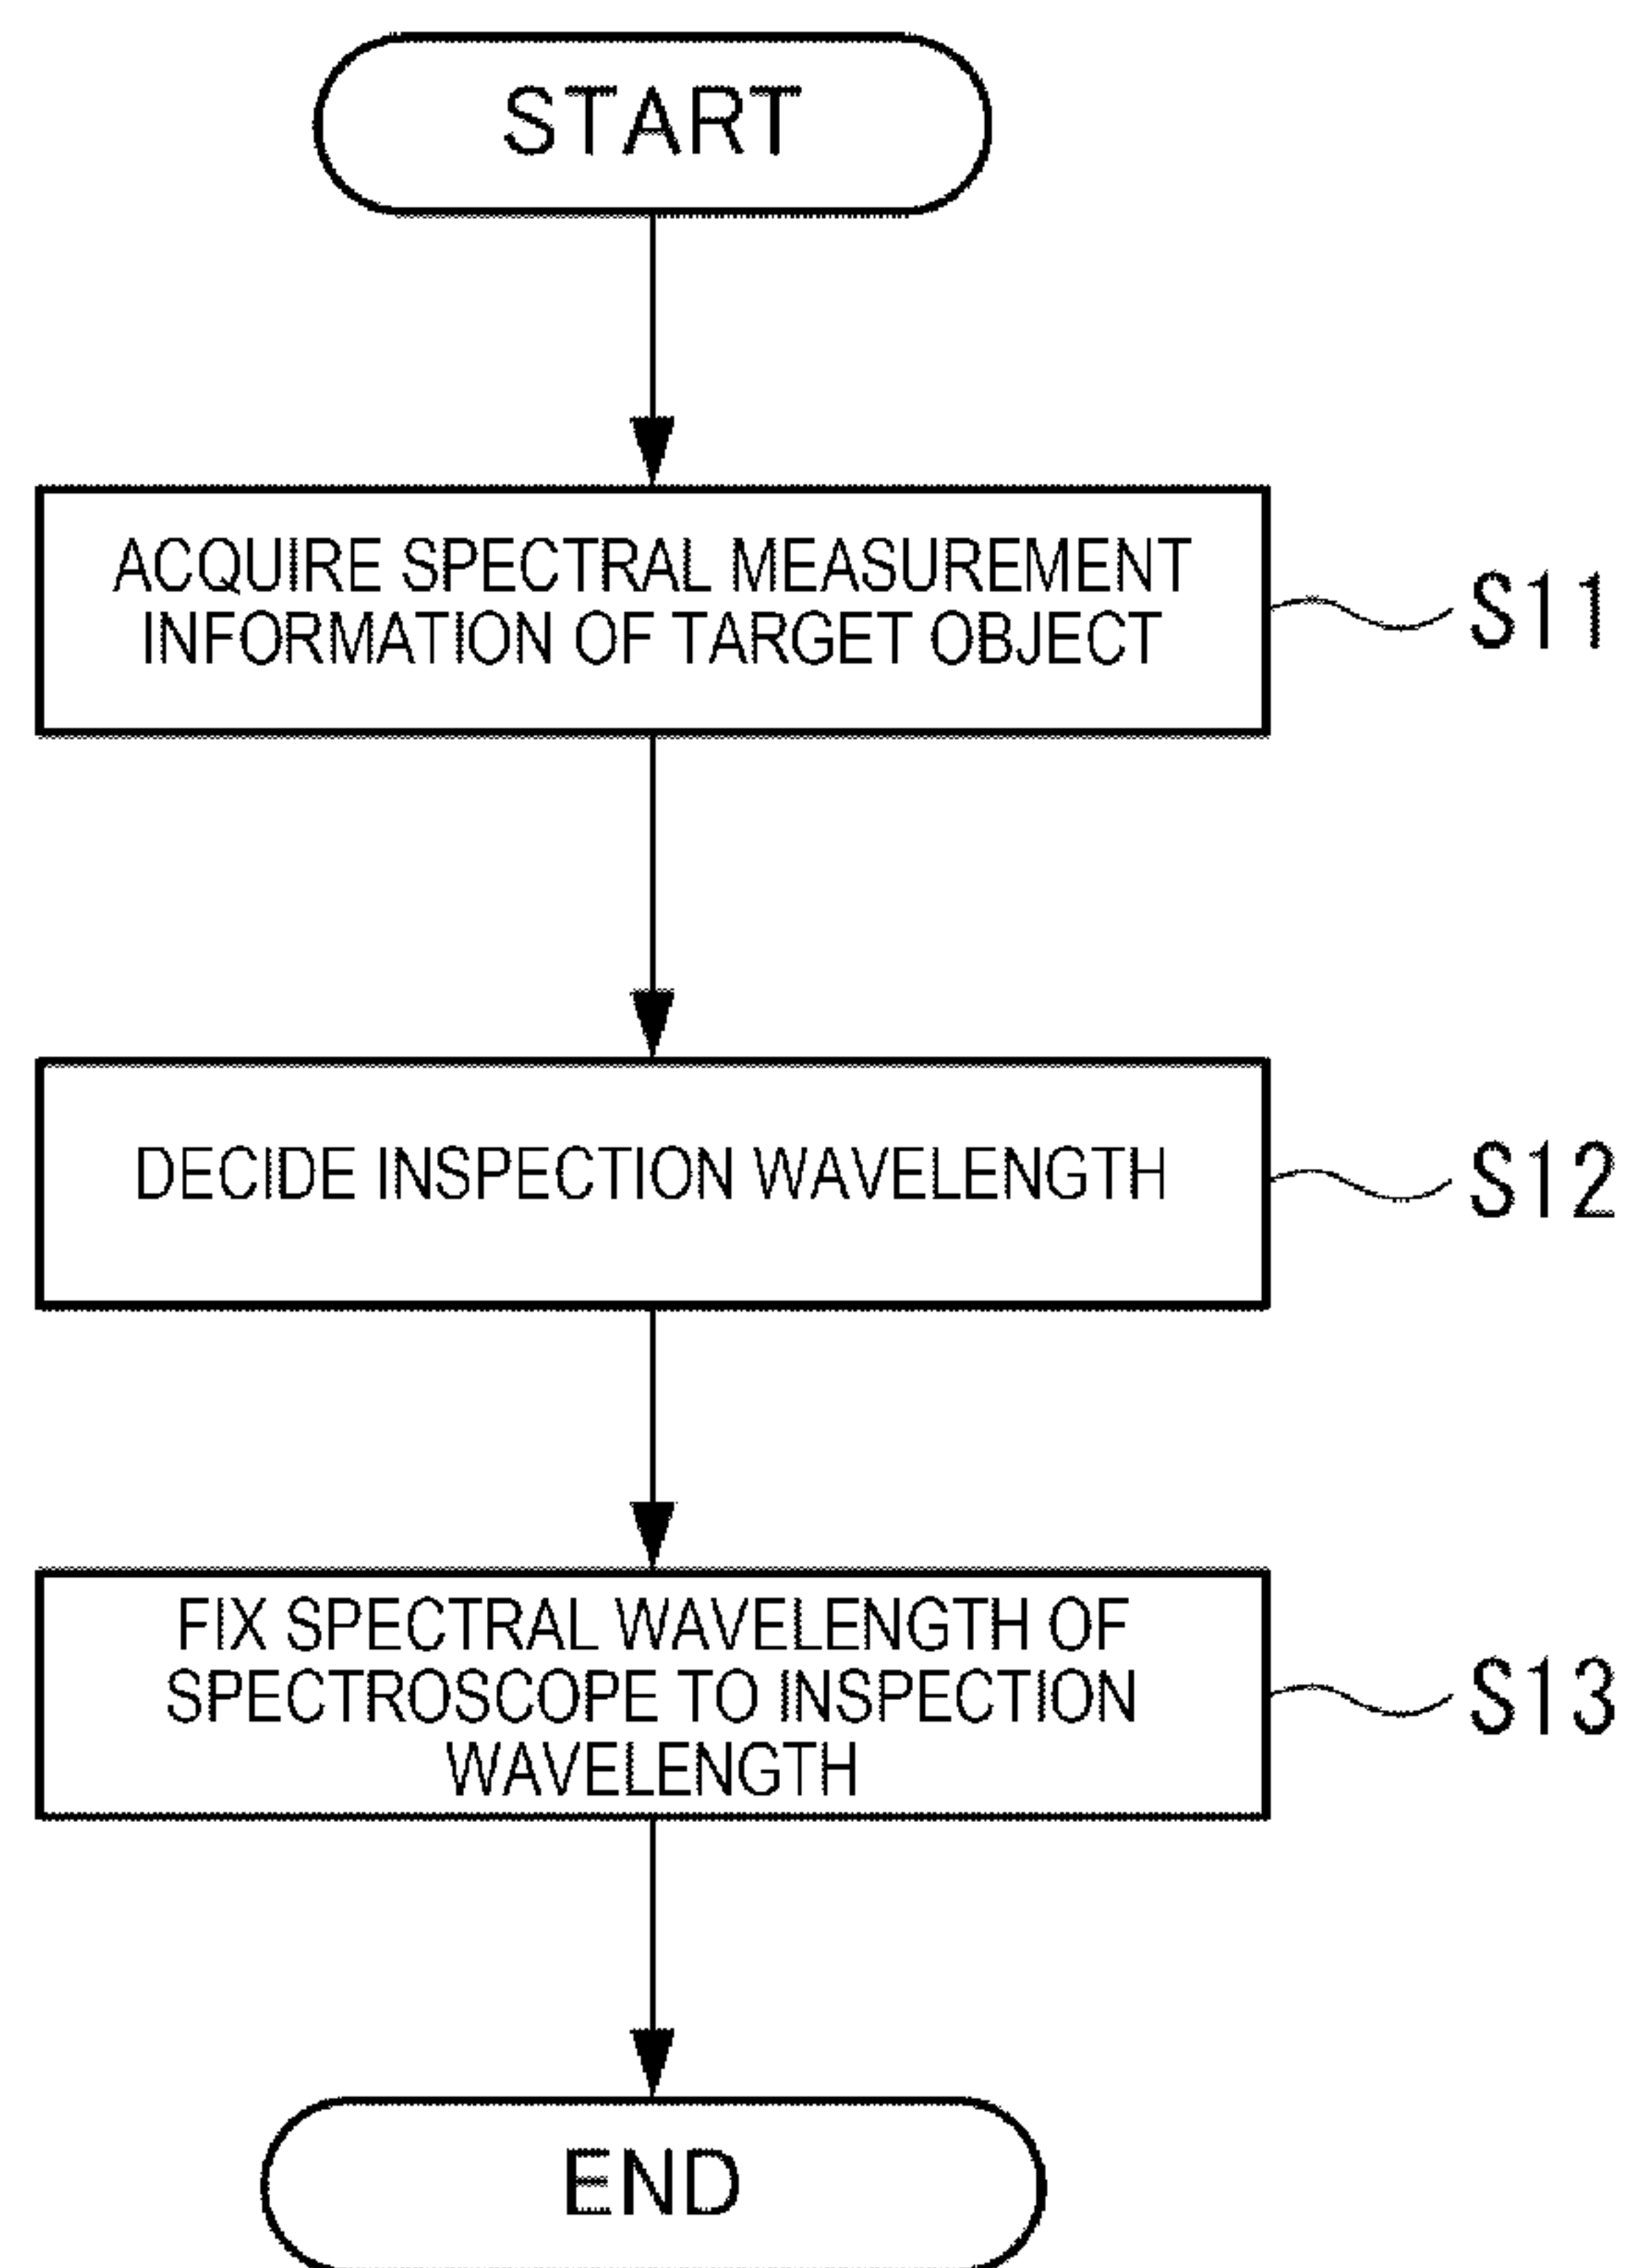 START
ACQUIRE SPECTRAL MEASUREMENT
INFORMATION OF TARGET OBJECT
S11
DECIDE INSPECTION WAVELENGTH
S12
FIX SPECTRAL WAVELENGTH OF
SPECTROSCOPE TO INSPECTION
WAVELENGTH
S13
END